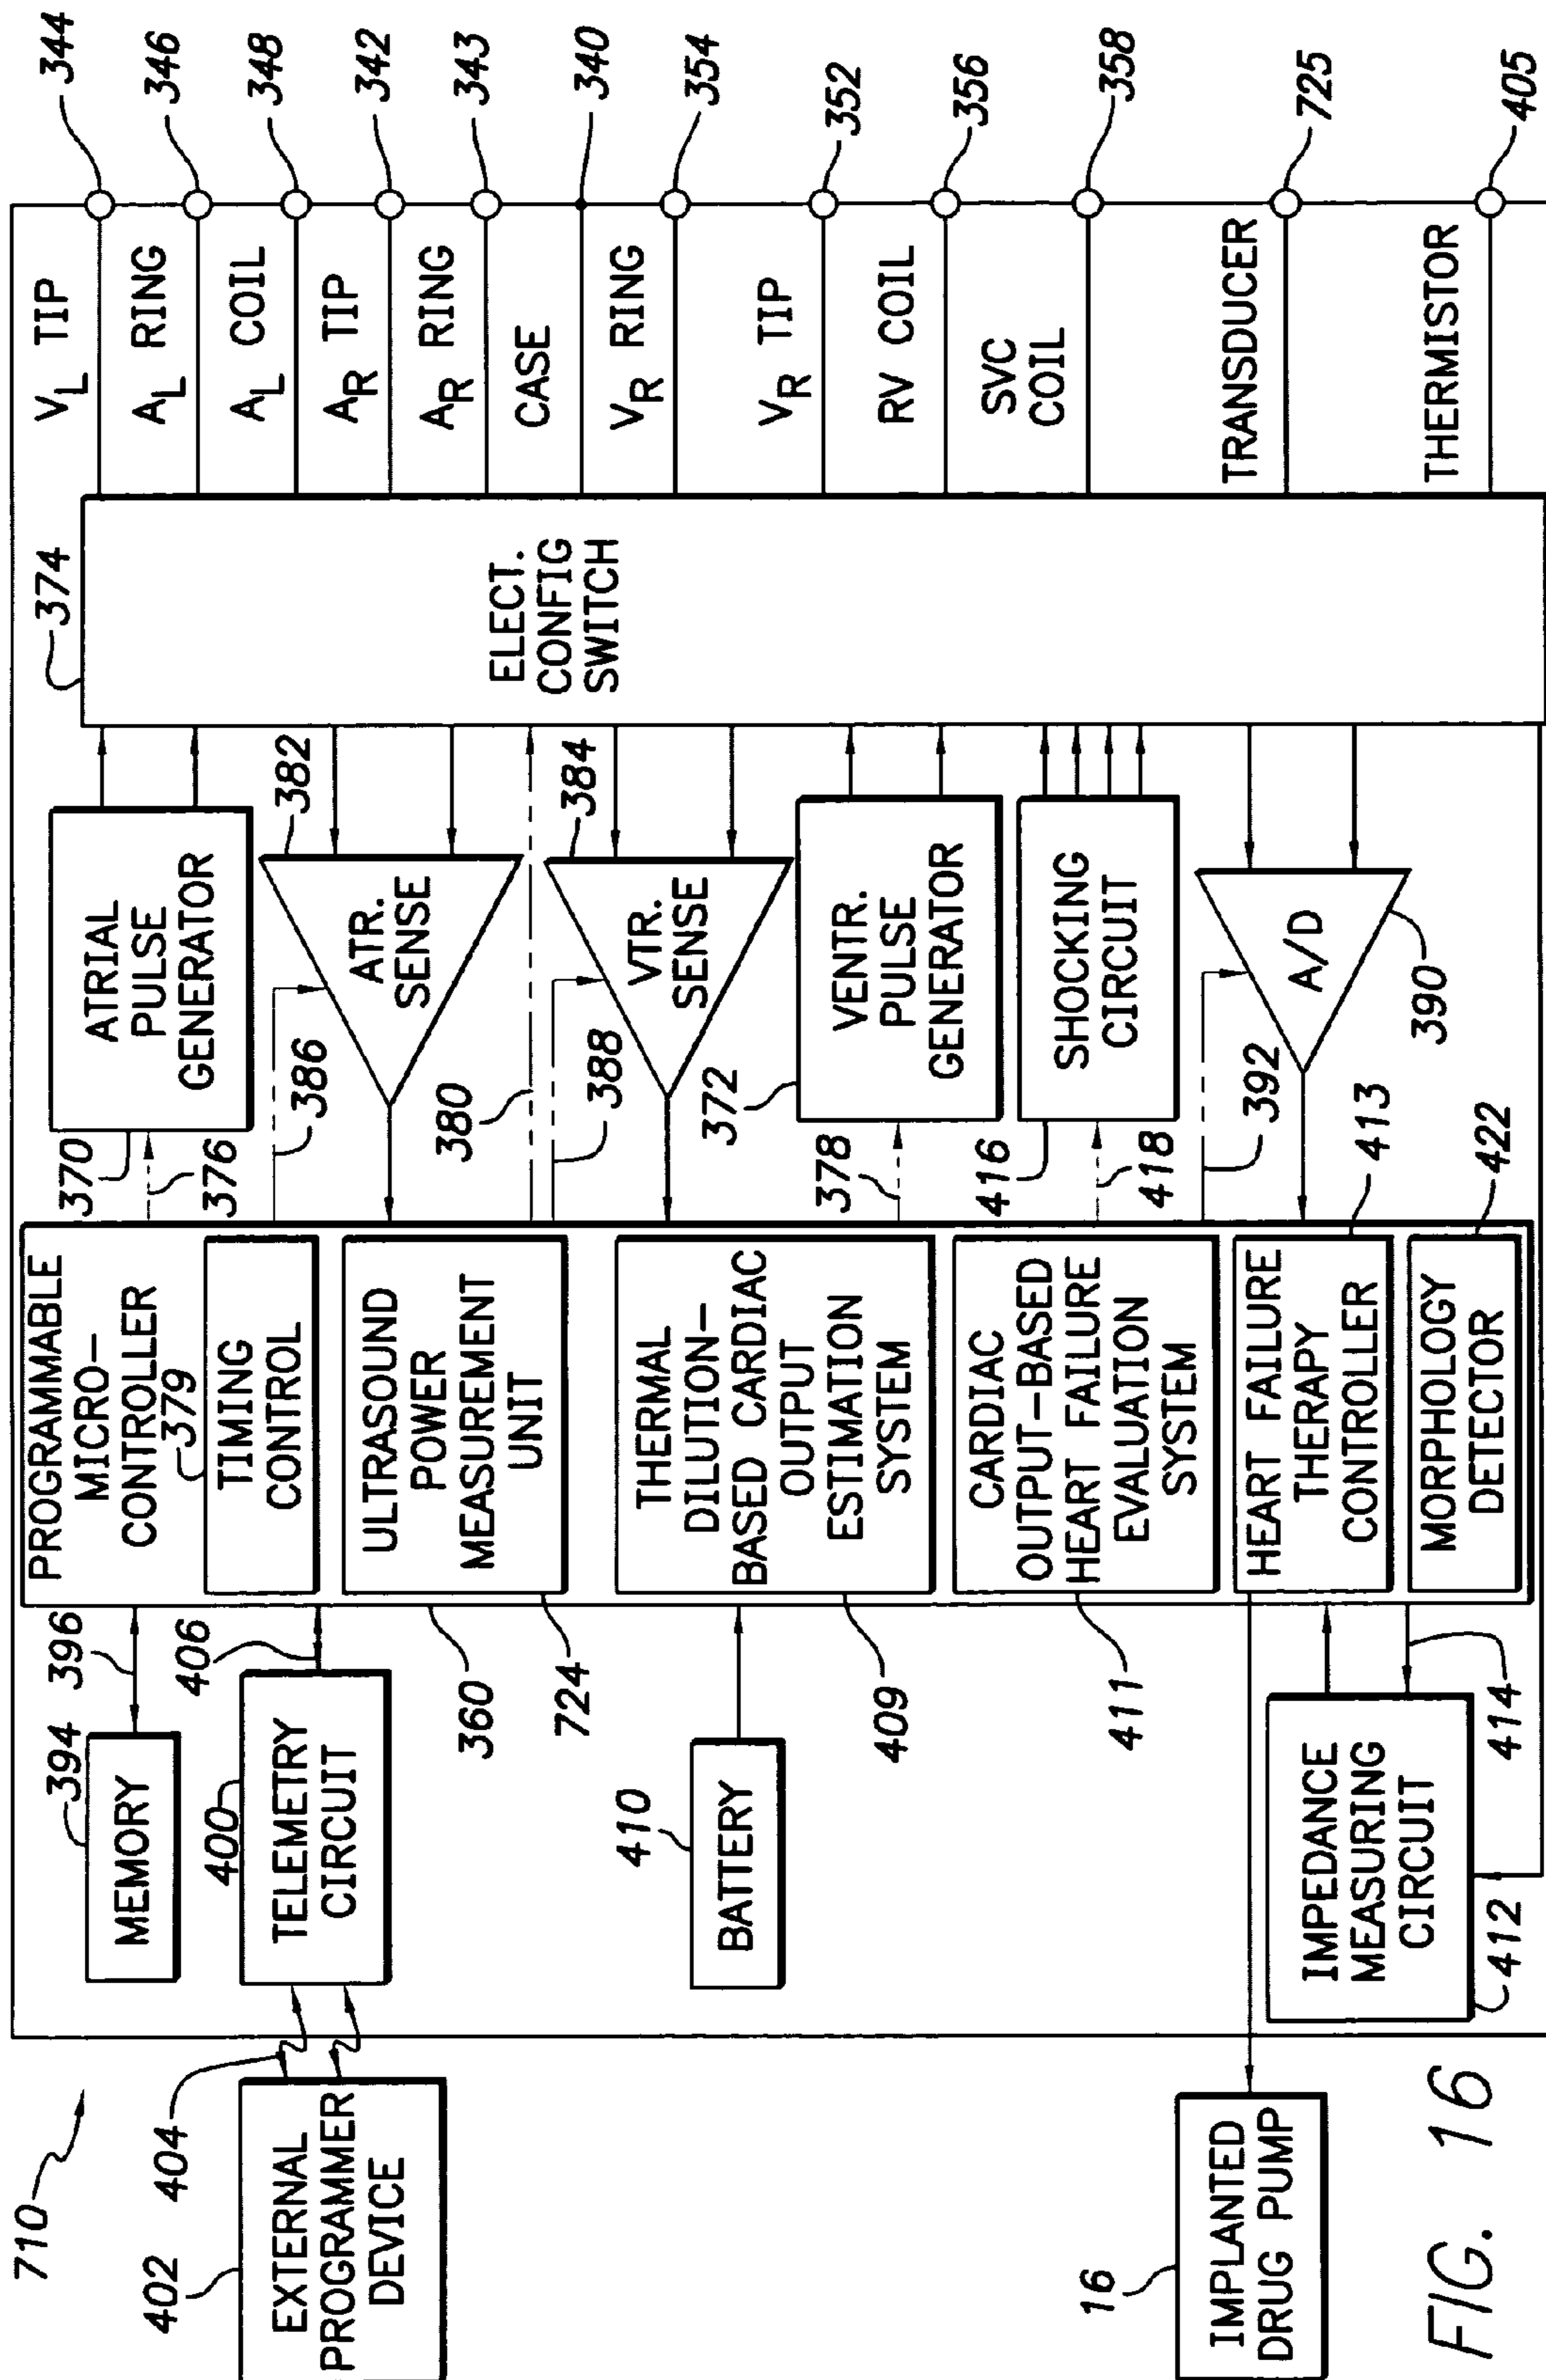 710
402
EXTERNAL
PROGRAMMER
DEVICE
404
16
IMPLANTED
DRUG PUMP
FIG. 16
394
MEMORY
396
400
TELEMETRY
CIRCUIT
406
360
724
410
BATTERY
409
411
IMPEDANCE
MEASURING
CIRCUIT
412
414
PROGRAMMABLE
MICRO-
CONTROLLER
379
TIMING
CONTROL
ULTRASOUND
POWER
MEASUREMENT
UNIT
THERMAL
DILUTION-
BASED CARDIAC
OUTPUT
ESTIMATION
SYSTEM
CARDIAC
OUTPUT-BASED
HEART FAILURE
EVALUATION
SYSTEM
HEART FAILURE
THERAPY
CONTROLLER
413
MORPHOLOGY
DETECTOR
422
370
376
ATRIAL
PULSE
GENERATOR
386
ATR.
SENSE
382
380
388
VTR.
SENSE
384
372
378
VENTR.
PULSE
GENERATOR
416
418
SHOCKING
CIRCUIT
392
A/D
390
374
ELECT.
CONFIG
SWITCH
VL TIP
344
AL RING
346
AL COIL
348
AR TIP
342
AR RING
343
CASE
340
VR RING
354
VR TIP
352
RV COIL
356
SVC
COIL
358
TRANSDUCER
725
THERMISTOR
405